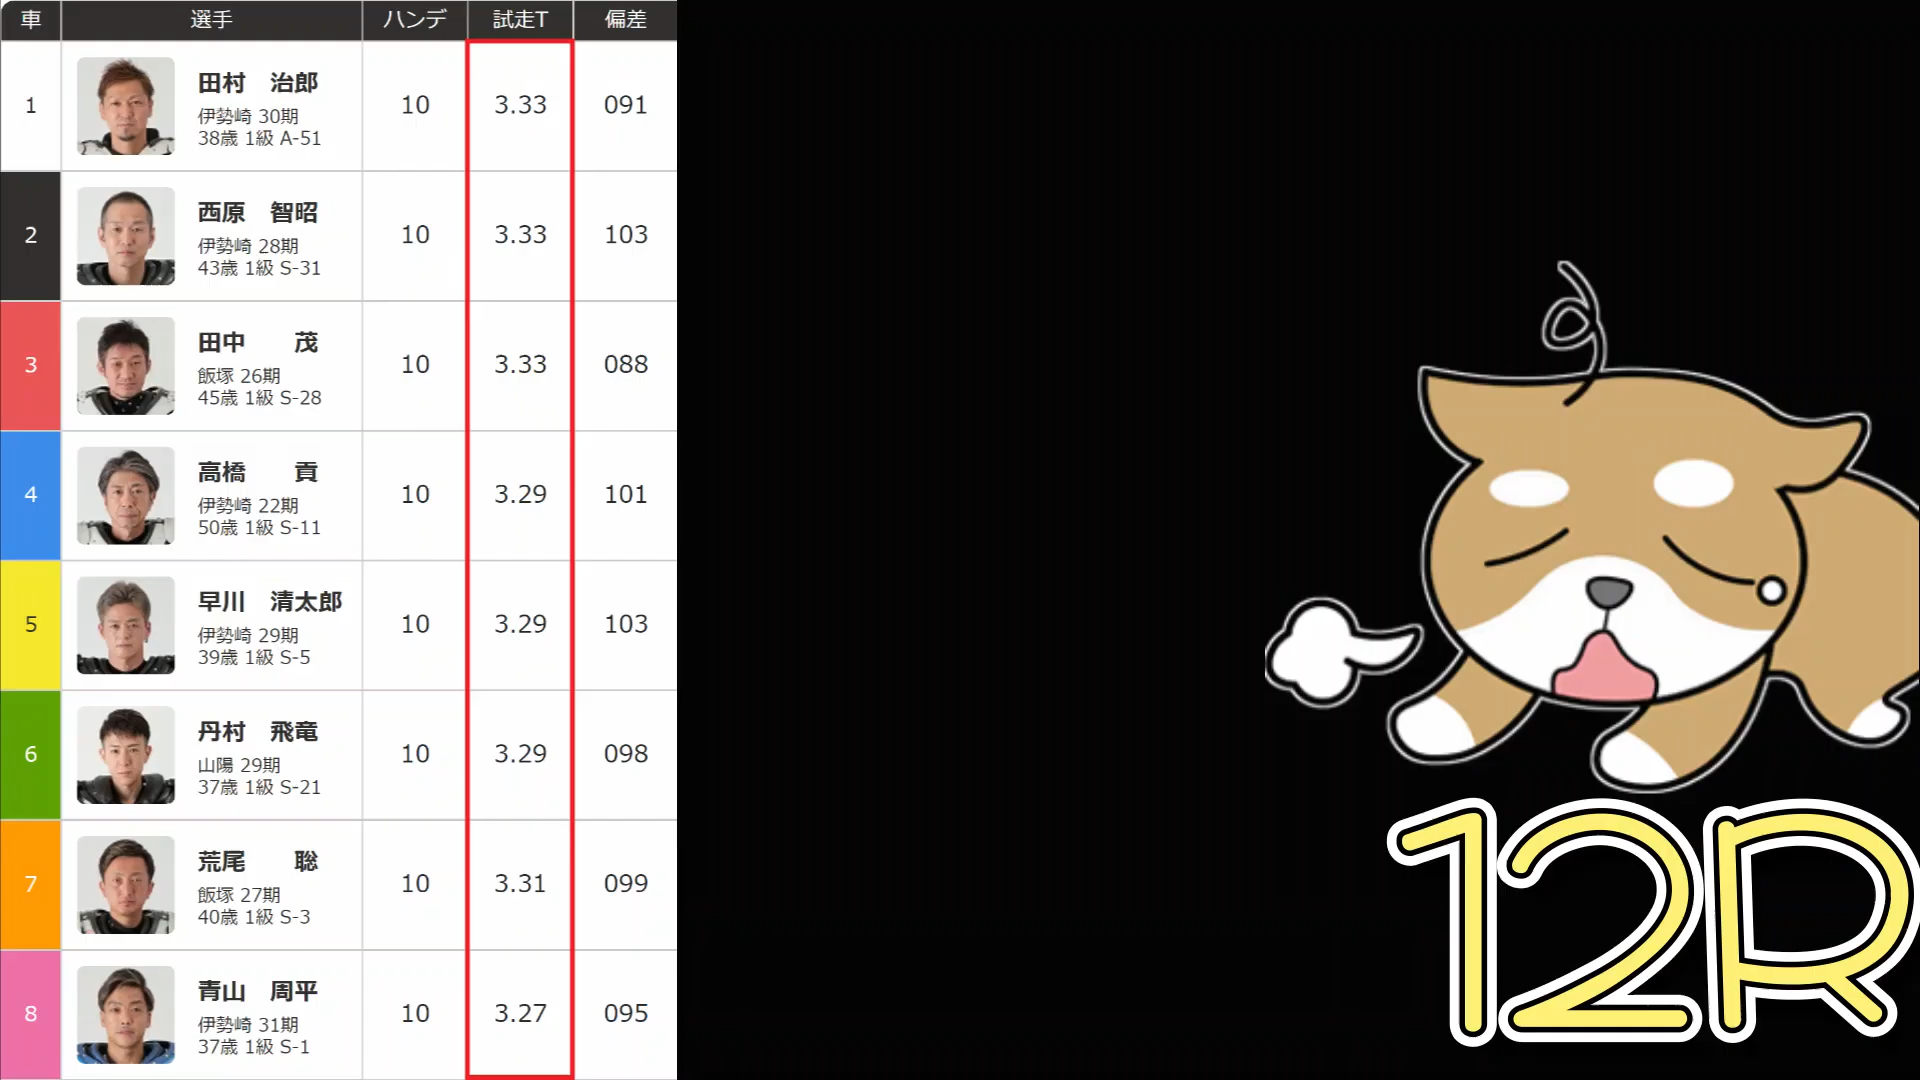 車 選手 ハンデ 試走T 偏差
1 田村 治郎 10 3.33 091
伊勢崎 30期
38歳 1級 A-51
2 西原 智昭 10 3.33 103
伊勢崎 28期
43歳 1級 S-31
3 田中 茂 10 3.33 088
飯塚 26期
45歳 1級 S-28
4 高橋 貢 10 3.29 101
伊勢崎 22期
50歳 1級 S-11
5 早川 清太郎 10 3.29 103
伊勢崎 29期
39歳 1級 S-5
6 丹村 飛竜 10 3.29 098
山陽 29期
37歳 1級 S-21
7 荒尾 聡 10 3.31 099
飯塚 27期
40歳 1級 S-3
8 青山 周平 10 3.27 095
伊勢崎 31期
37歳 1級 S-1
12R